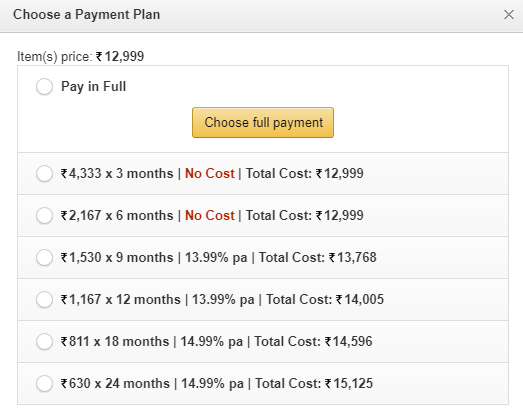 Choose a Payment Plan
Item(s) price: ₹12,999
Pay in Full
Choose full payment
₹4,333 x 3 months | No Cost | Total Cost: ₹12,999
₹2,167 x 6 months | No Cost | Total Cost: ₹12,999
₹1,530 x 9 months | 13.99% pa | Total Cost: ₹13,768
₹1,167 x 12 months | 13.99% pa | Total Cost: ₹14,005
₹811 x 18 months | 14.99% pa | Total Cost: ₹14,596
₹630 x 24 months | 14.99% pa | Total Cost: ₹15,125